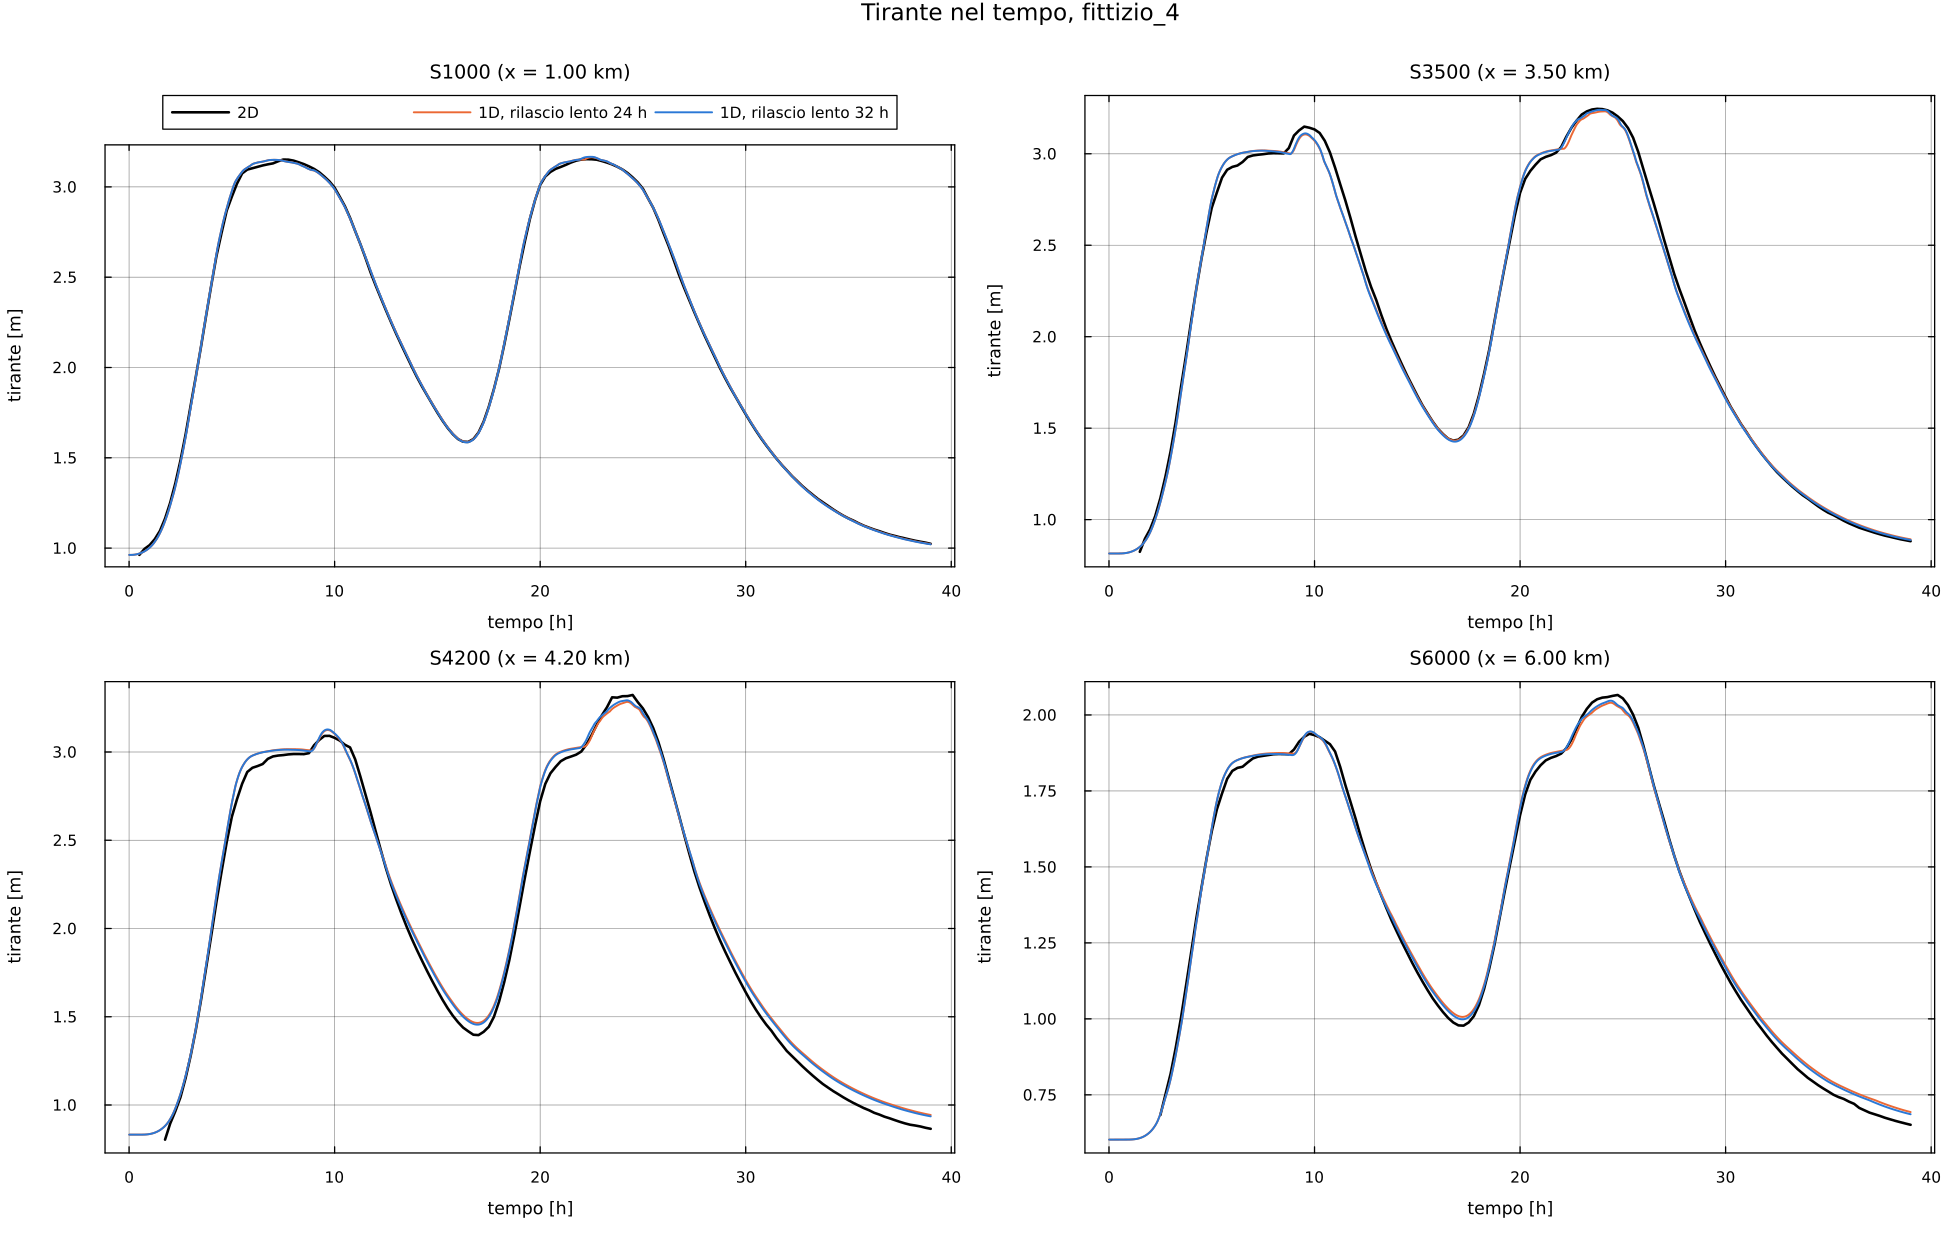 Tirante nel tempo, fittizio_4
S1000 (x = 1.00 km)
2D
1D, rilascio lento 24 h
1D, rilascio lento 32 h
tirante [m]
3.0
2.5
2.0
1.5
1.0
0 10 20 30 40
tempo [h]
S3500 (x = 3.50 km)
tirante [m]
3.0
2.5
2.0
1.5
1.0
0 10 20 30 40
tempo [h]
S4200 (x = 4.20 km)
tirante [m]
3.0
2.5
2.0
1.5
1.0
0 10 20 30 40
tempo [h]
S6000 (x = 6.00 km)
tirante [m]
2.00
1.75
1.50
1.25
1.00
0.75
0 10 20 30 40
tempo [h]